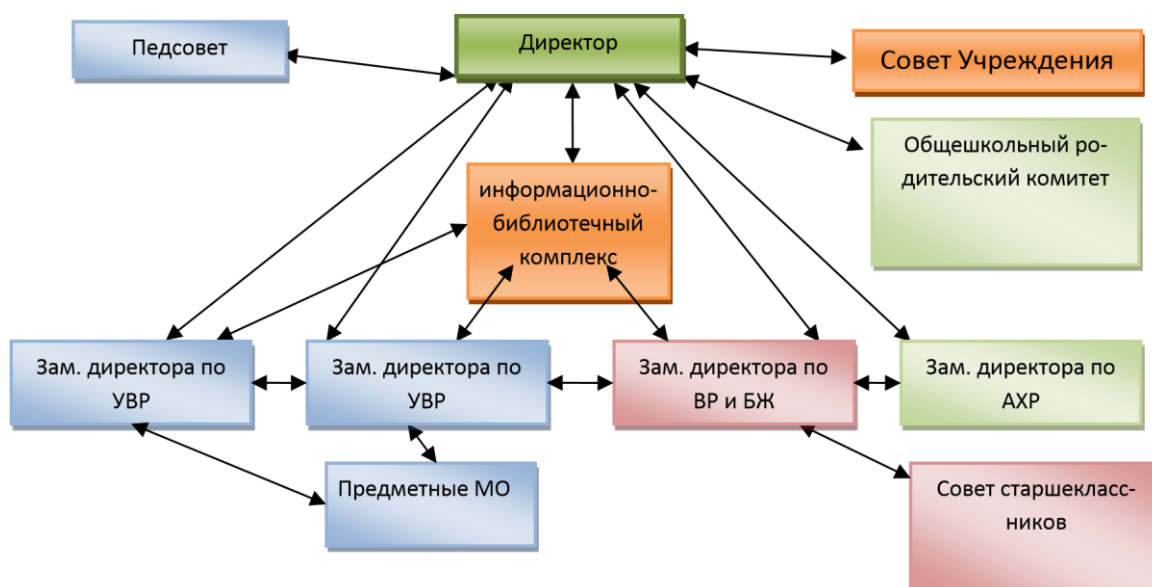 Педсовет
Директор
Совет Учреждения
Общешкольный ро-
дительский комитет
информационно-
библиотечный
комплекс
Зам. директора по
УВР
Зам. директора по
УВР
Зам. директора по
ВР и БЖ
Зам. директора по
АХР
Предметные МО
Совет старшекласс-
ников